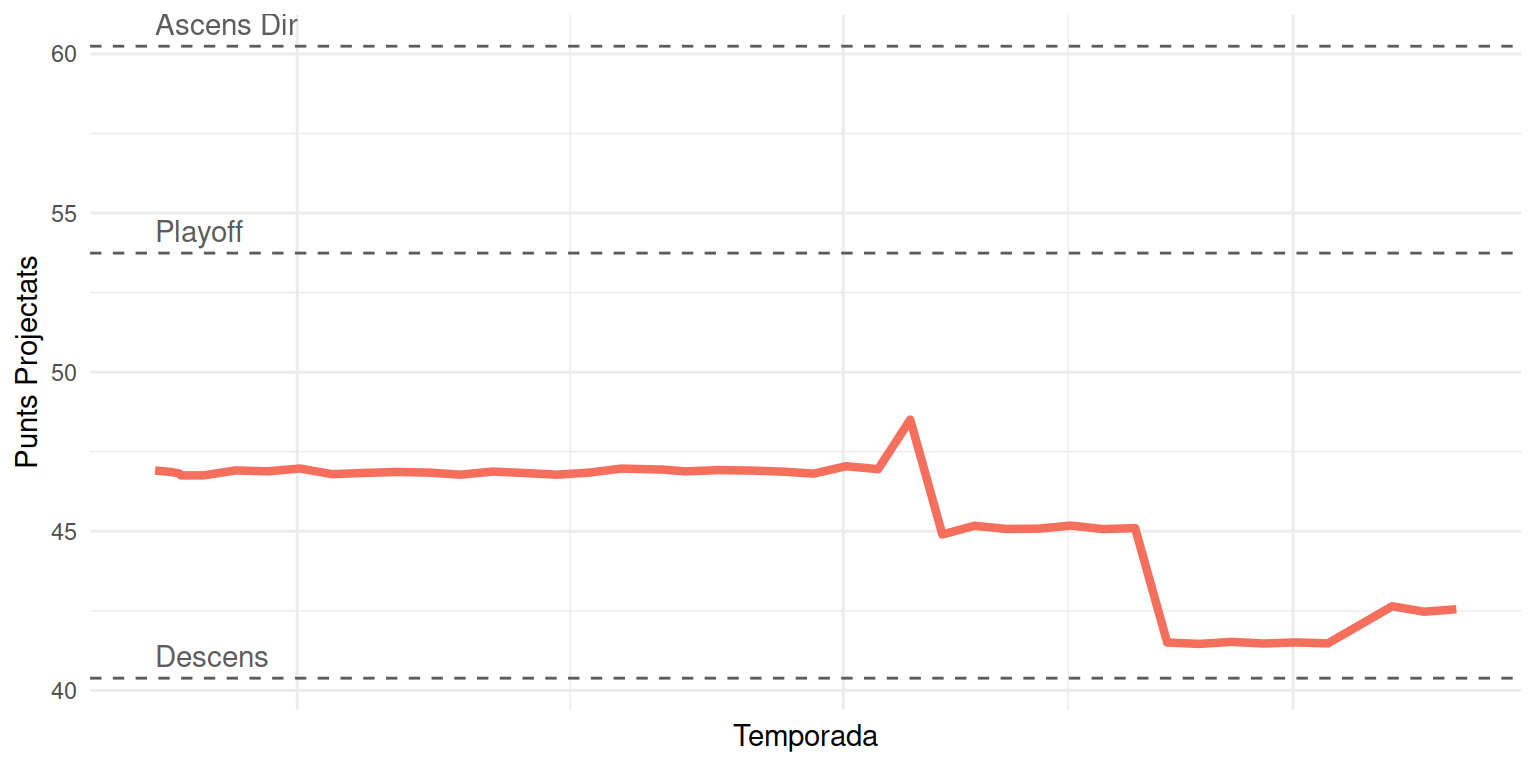 Ascens Dir
60
55
Playoff
Punts Projectats
50
45
Descens
40
Temporada